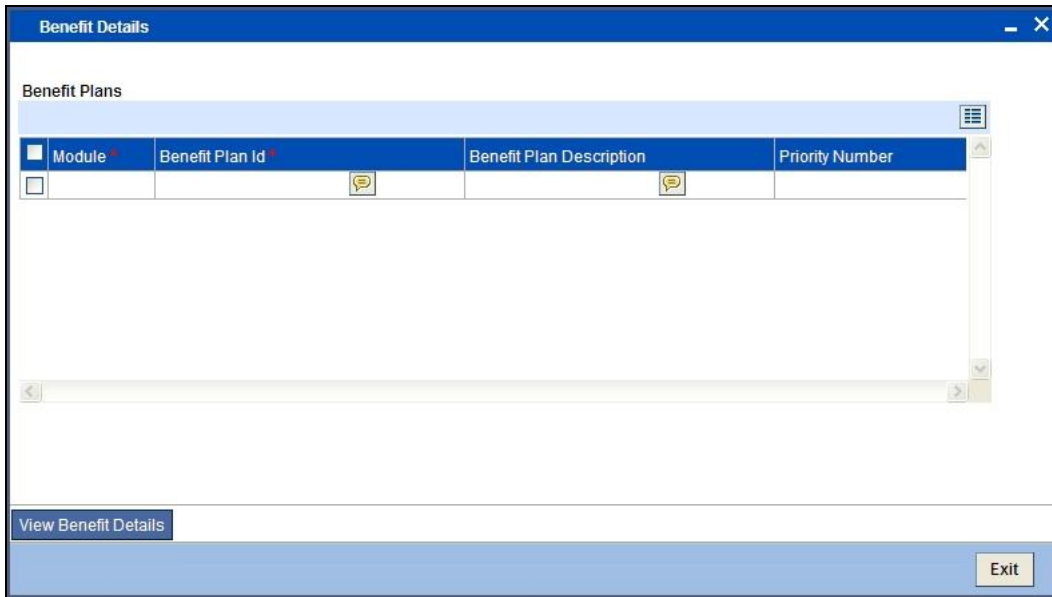 Benefit Details
Benefit Plans
Module * Benefit Plan Id * Benefit Plan Description Priority Number
View Benefit Details
Exit